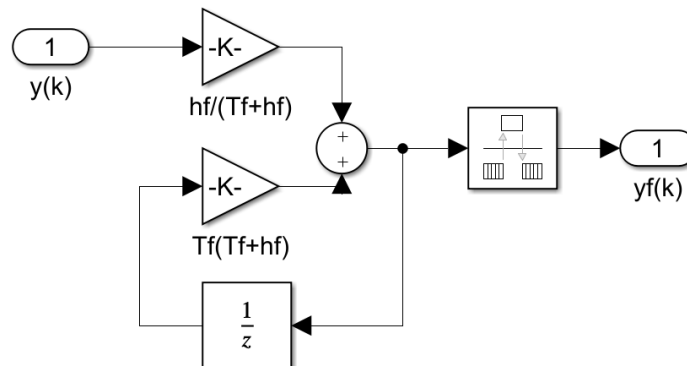 1
-K-
y(k)
hf/(Tf+hf)
+
+
-K-
1
yf(k)
Tf(Tf+hf)
1
z